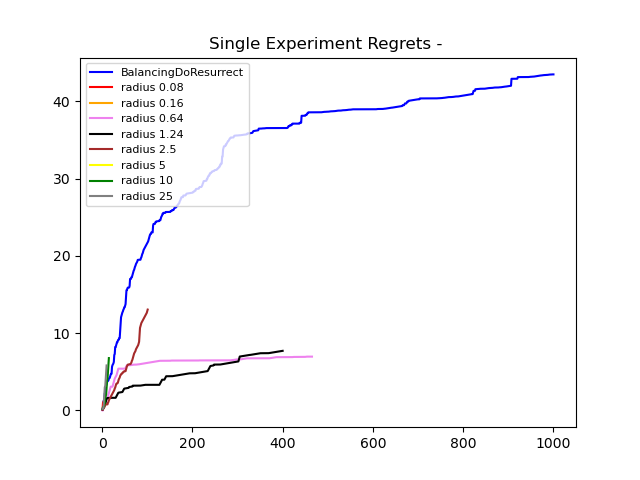 Single Experiment Regrets -
BalancingDoResurrect
radius 0.08
radius 0.16
radius 0.64
radius 1.24
radius 2.5
radius 5
radius 10
radius 25
40
30
20
10
0
0 200 400 600 800 1000